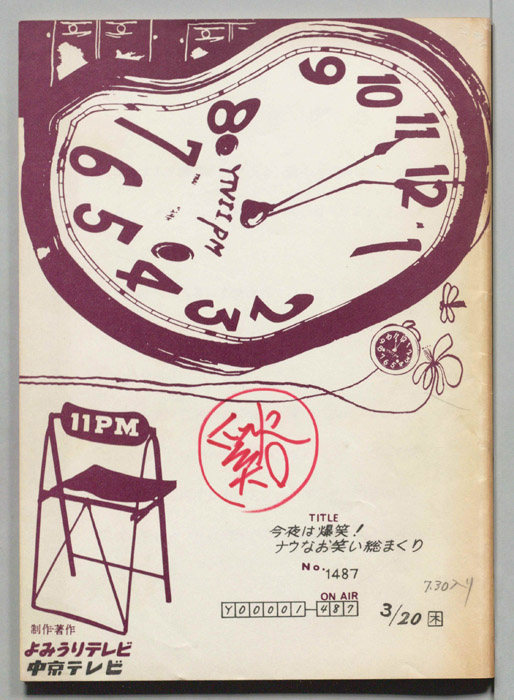 9
10
11
12
1
2
3
4
5
6
7
8
YTV11PM
11PM
TITLE
今夜は爆笑！
ナウなお笑い総まくり
No. 1487
ON AIR
Y00001-487 3/20 木
7.30入り
制作・著作
よみうりテレビ
中京テレビ